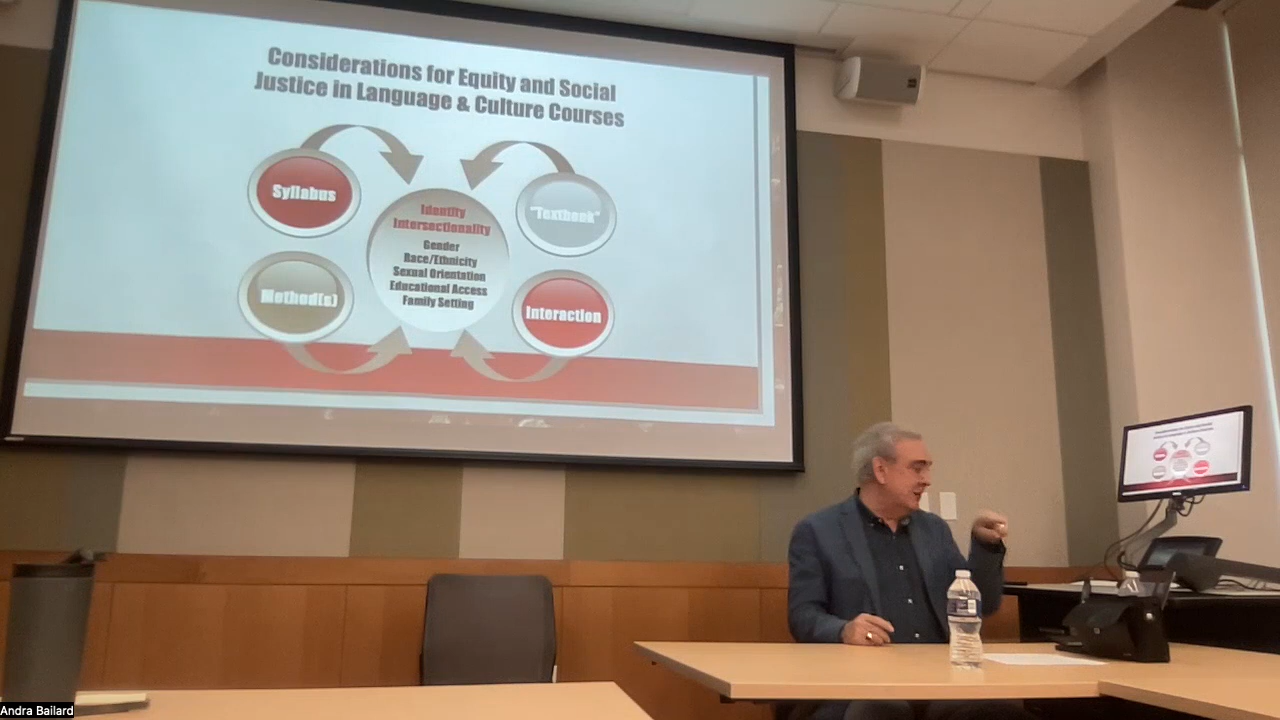 Considerations for Equity and Social
Justice in Language & Culture Courses
Syllabus
"Textbook"
Identity
Intersectionality
Gender
Race/Ethnicity
Sexual Orientation
Educational Access
Family Setting
Method(s)
Interaction
Andra Bailard